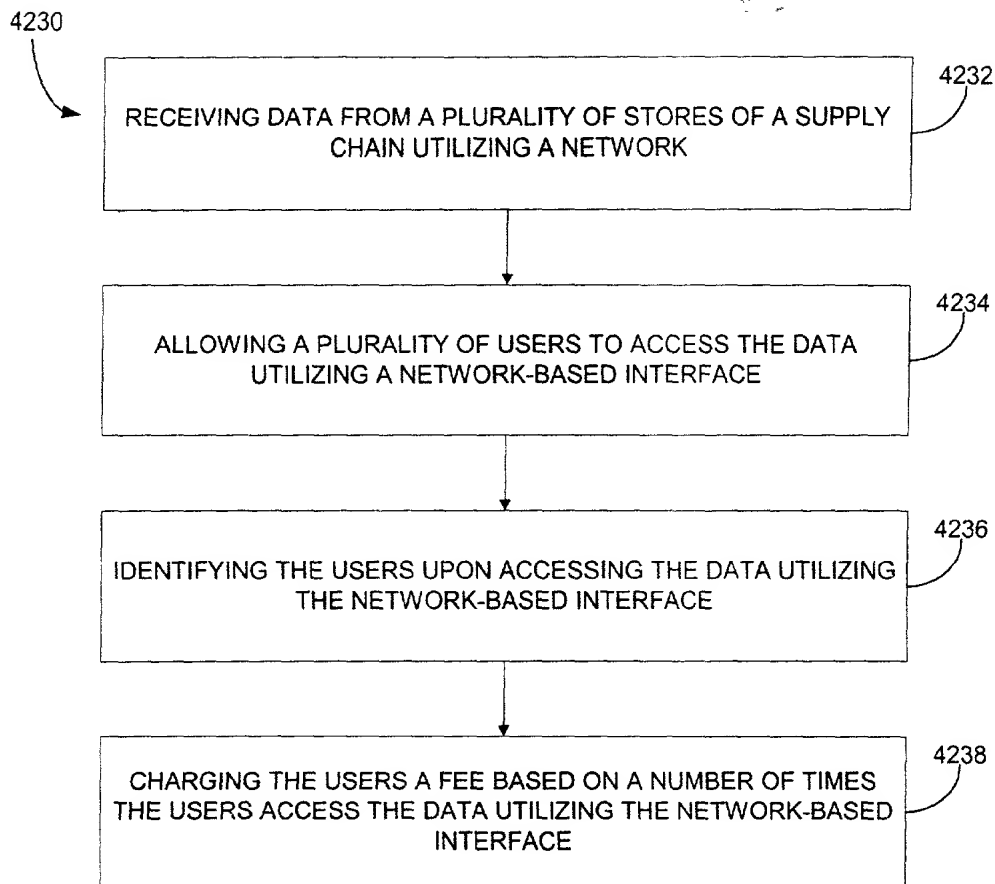 4230
4232
RECEIVING DATA FROM A PLURALITY OF STORES OF A SUPPLY
CHAIN UTILIZING A NETWORK
4234
ALLOWING A PLURALITY OF USERS TO ACCESS THE DATA
UTILIZING A NETWORK-BASED INTERFACE
4236
IDENTIFYING THE USERS UPON ACCESSING THE DATA UTILIZING
THE NETWORK-BASED INTERFACE
4238
CHARGING THE USERS A FEE BASED ON A NUMBER OF TIMES
THE USERS ACCESS THE DATA UTILIZING THE NETWORK-BASED
INTERFACE